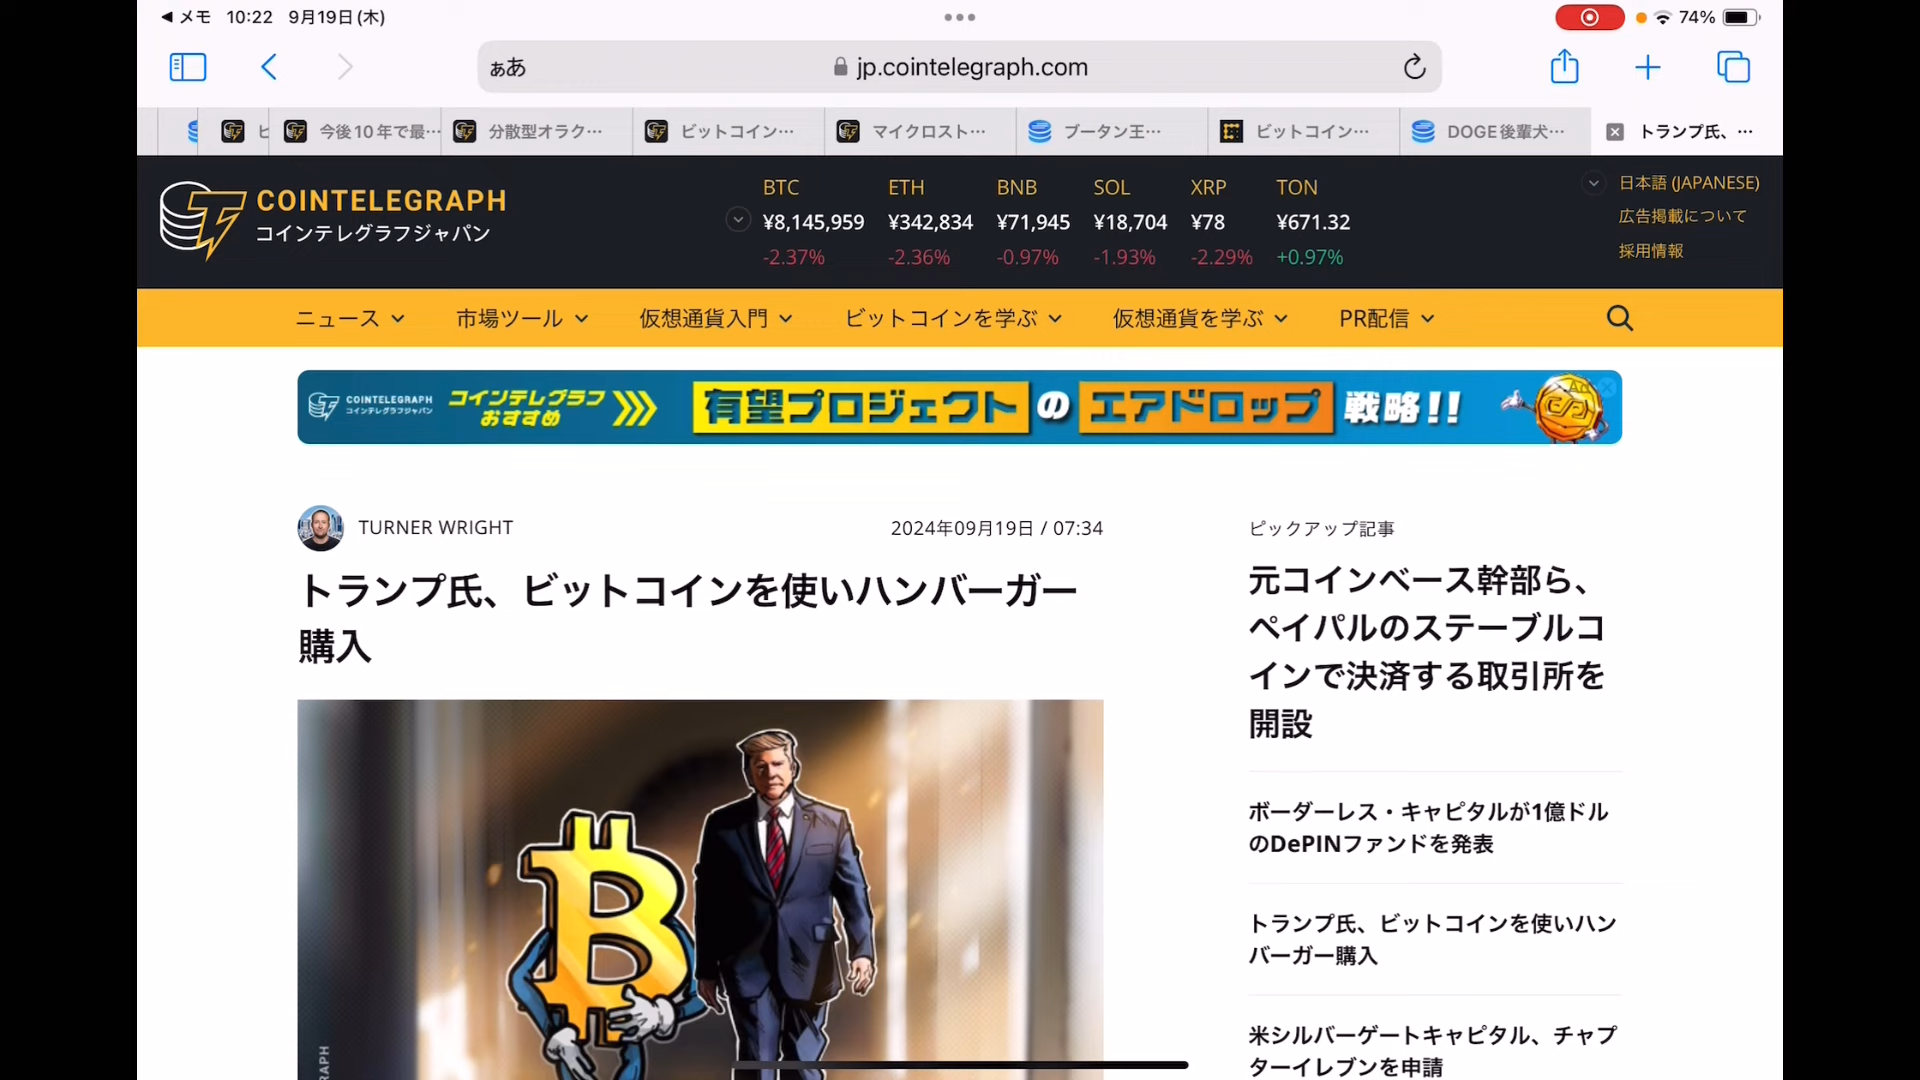 メモ 10:22 9月19日(木)
74%
ぁあ
jp.cointelegraph.com
ビ
今後10年で最…
分散型オラク…
ビットコイン…
マイクロスト…
ブータン王…
ビットコイン…
DOGE後輩犬…
トランプ氏、…
COINTELEGRAPH
コインテレグラフジャパン
BTC ETH BNB SOL XRP TON
¥8,145,959 ¥342,834 ¥71,945 ¥18,704 ¥78 ¥671.32
-2.37% -2.36% -0.97% -1.93% -2.29% +0.97%
日本語 (JAPANESE)
広告掲載について
採用情報
ニュース 市場ツール 仮想通貨入門 ビットコインを学ぶ 仮想通貨を学ぶ PR配信
COINTELEGRAPH
コインテレグラフジャパン
コインテレグラフ
おすすめ
有望プロジェクトのエアドロップ戦略!!
TURNER WRIGHT
2024年09月19日 / 07:34
トランプ氏、ビットコインを使いハンバーガー
購入
ピックアップ記事
元コインベース幹部ら、
ペイパルのステーブルコ
インで決済する取引所を
開設
ボーダーレス・キャピタルが1億ドル
のDePINファンドを発表
トランプ氏、ビットコインを使いハン
バーガー購入
米シルバーゲートキャピタル、チャプ
ターイレブンを申請